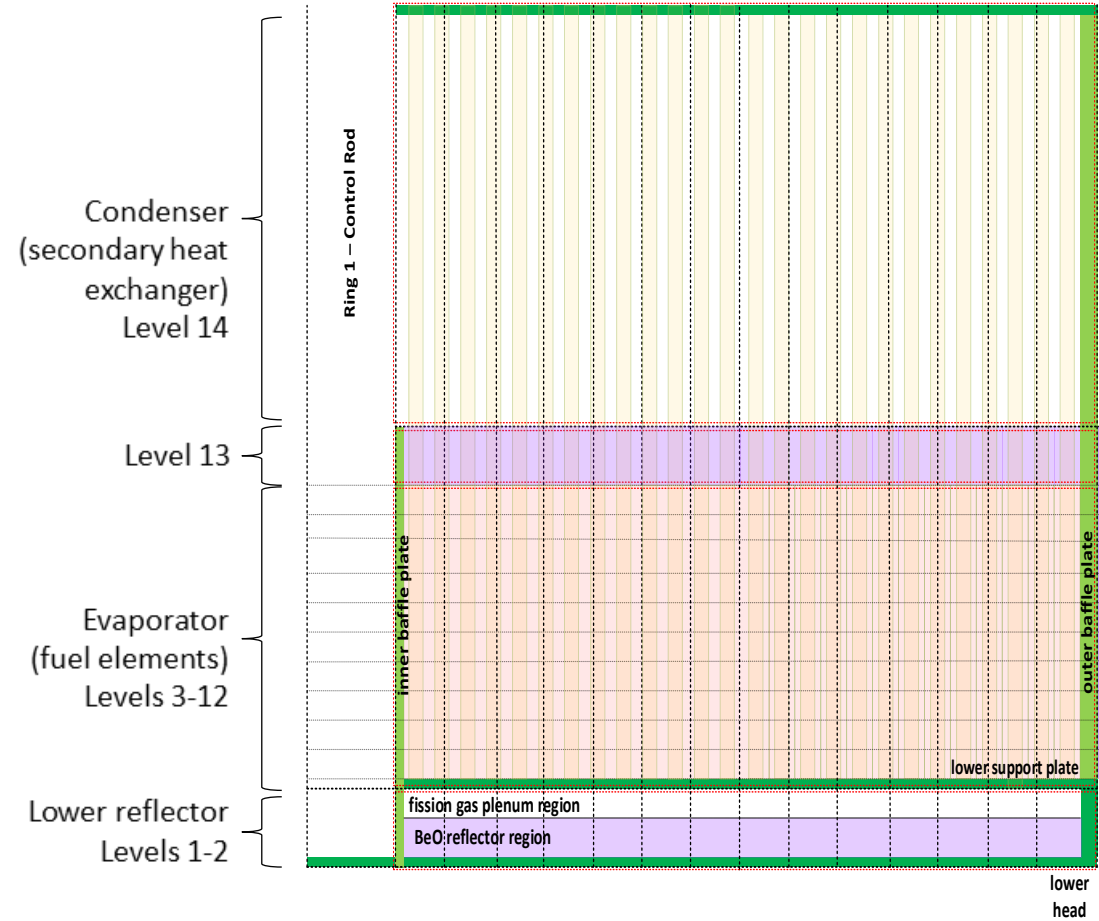 Ring 1 – Control Rod
Condenser
(secondary heat
exchanger)
Level 14
Level 13
inner baffle plate
outer baffle plate
Evaporator
(fuel elements)
Levels 3-12
lower support plate
Lower reflector
Levels 1-2
fission gas plenum region
BeO reflector region
lower
head